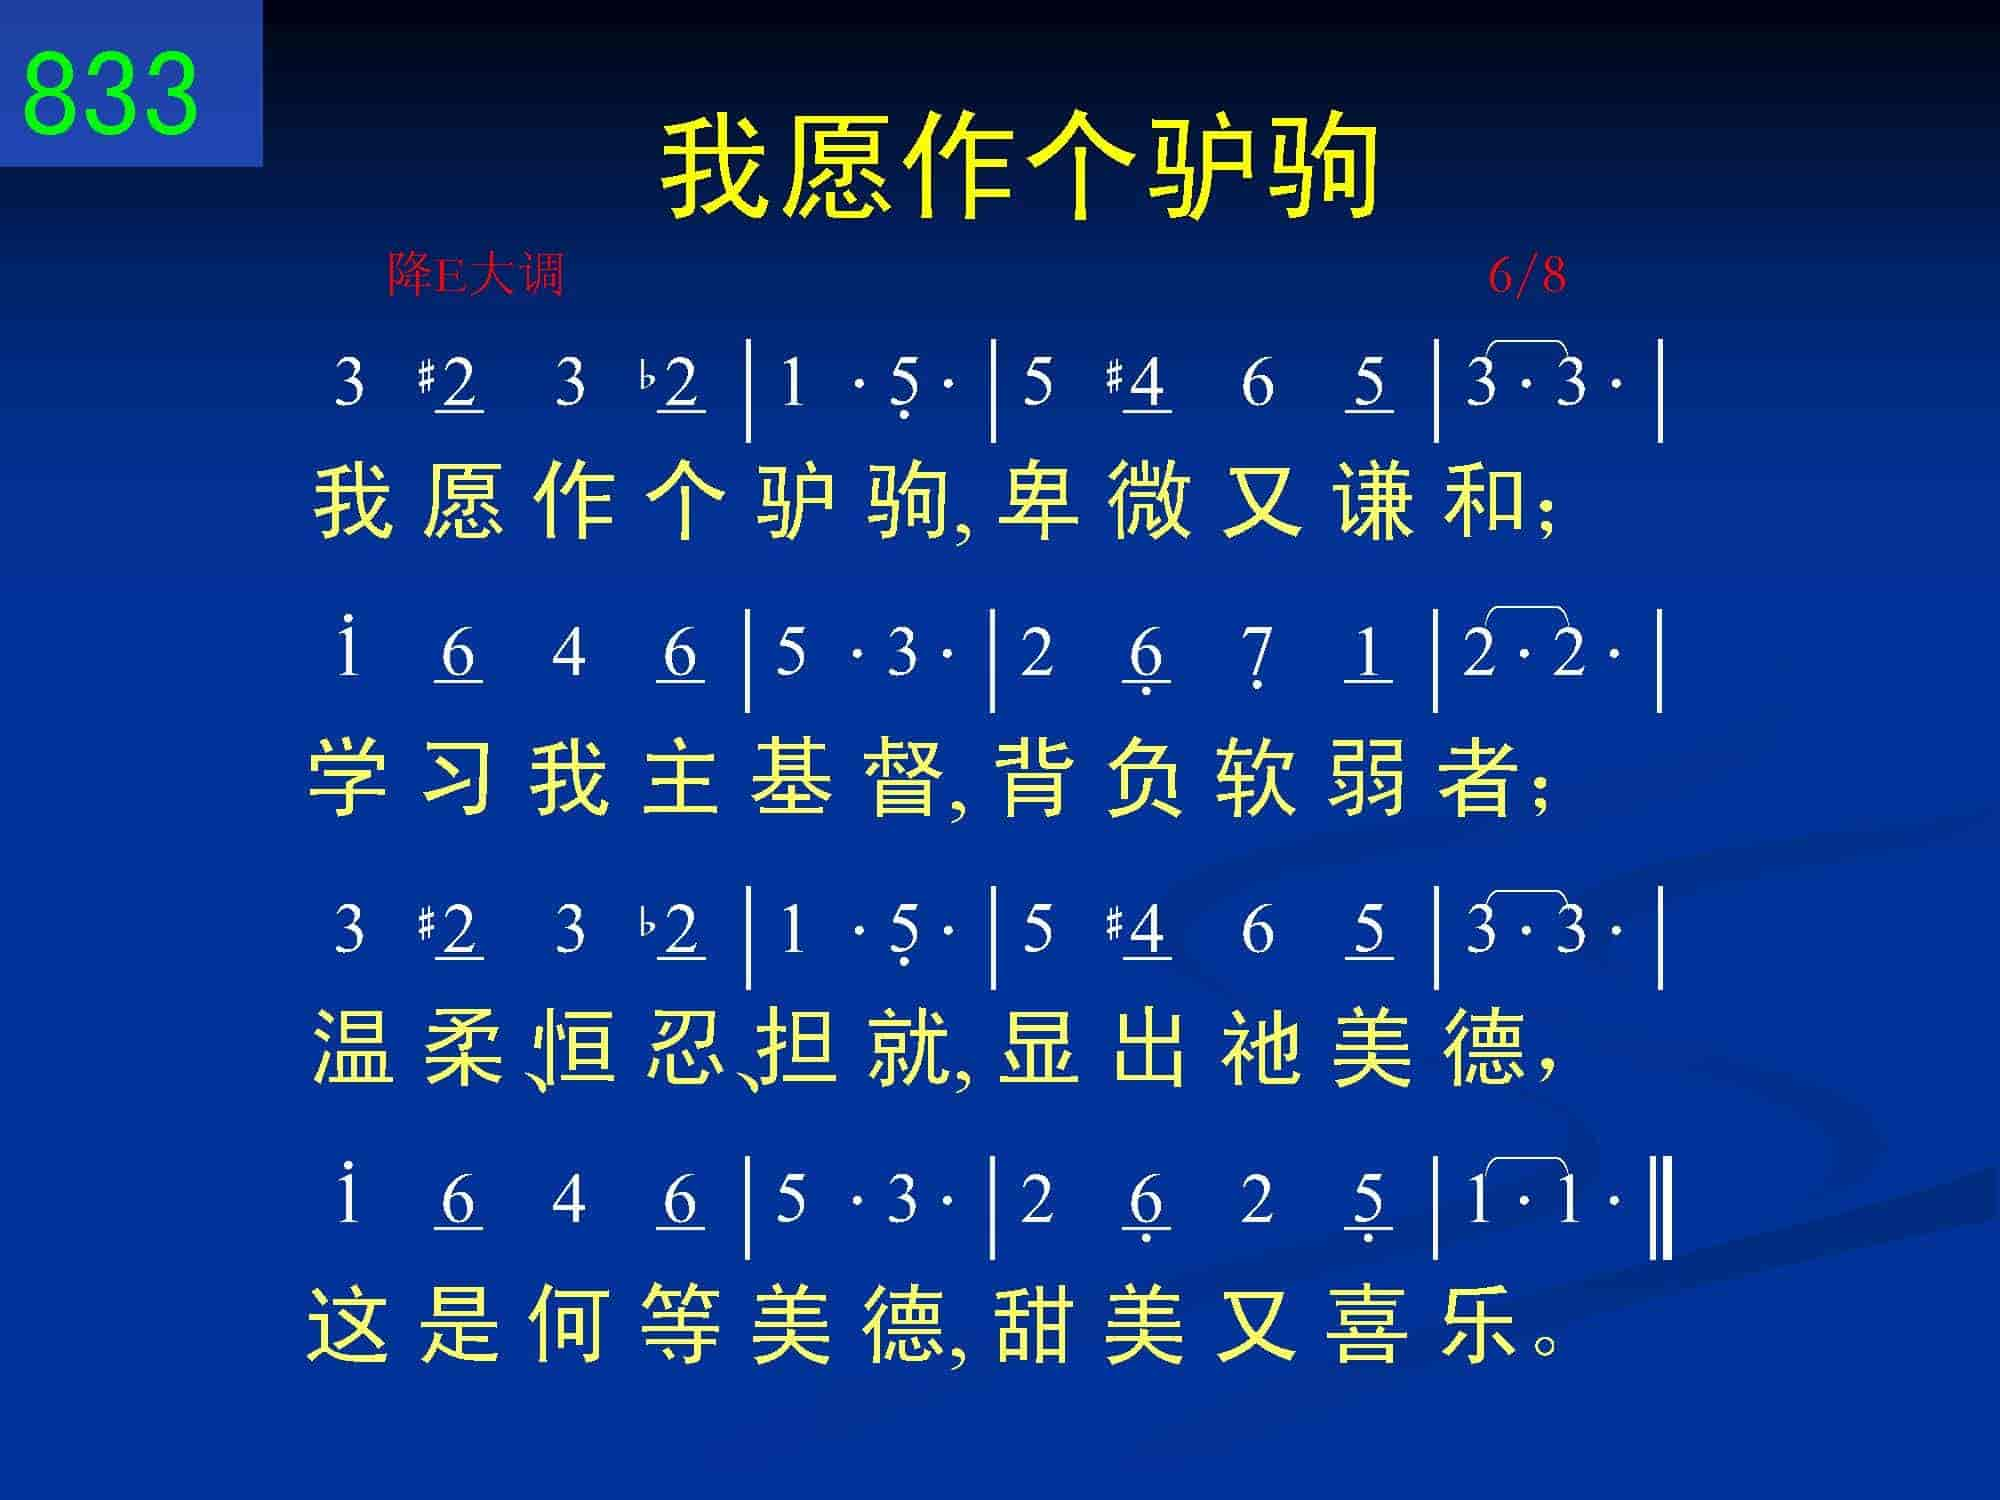 833
我愿作个驴驹
降E大调 6/8
3 #2 3 b2 | 1 · 5̣ · | 5 #4 6 5 | 3 · 3 · |
我愿作个驴驹,卑微又谦和;
i 6 4 6 | 5 · 3 · | 2 6̣ 7̣ 1 | 2 · 2 · |
学习我主基督,背负软弱者;
3 #2 3 b2 | 1 · 5̣ · | 5 #4 6 5 | 3 · 3 · |
温柔、恒忍、担就,显出祂美德,
i 6 4 6 | 5 · 3 · | 2 6̣ 2 5̣ | 1 · 1 · ‖
这是何等美德,甜美又喜乐。